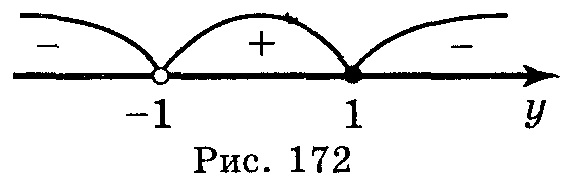 – + –
–1 1 y
Рис. 172